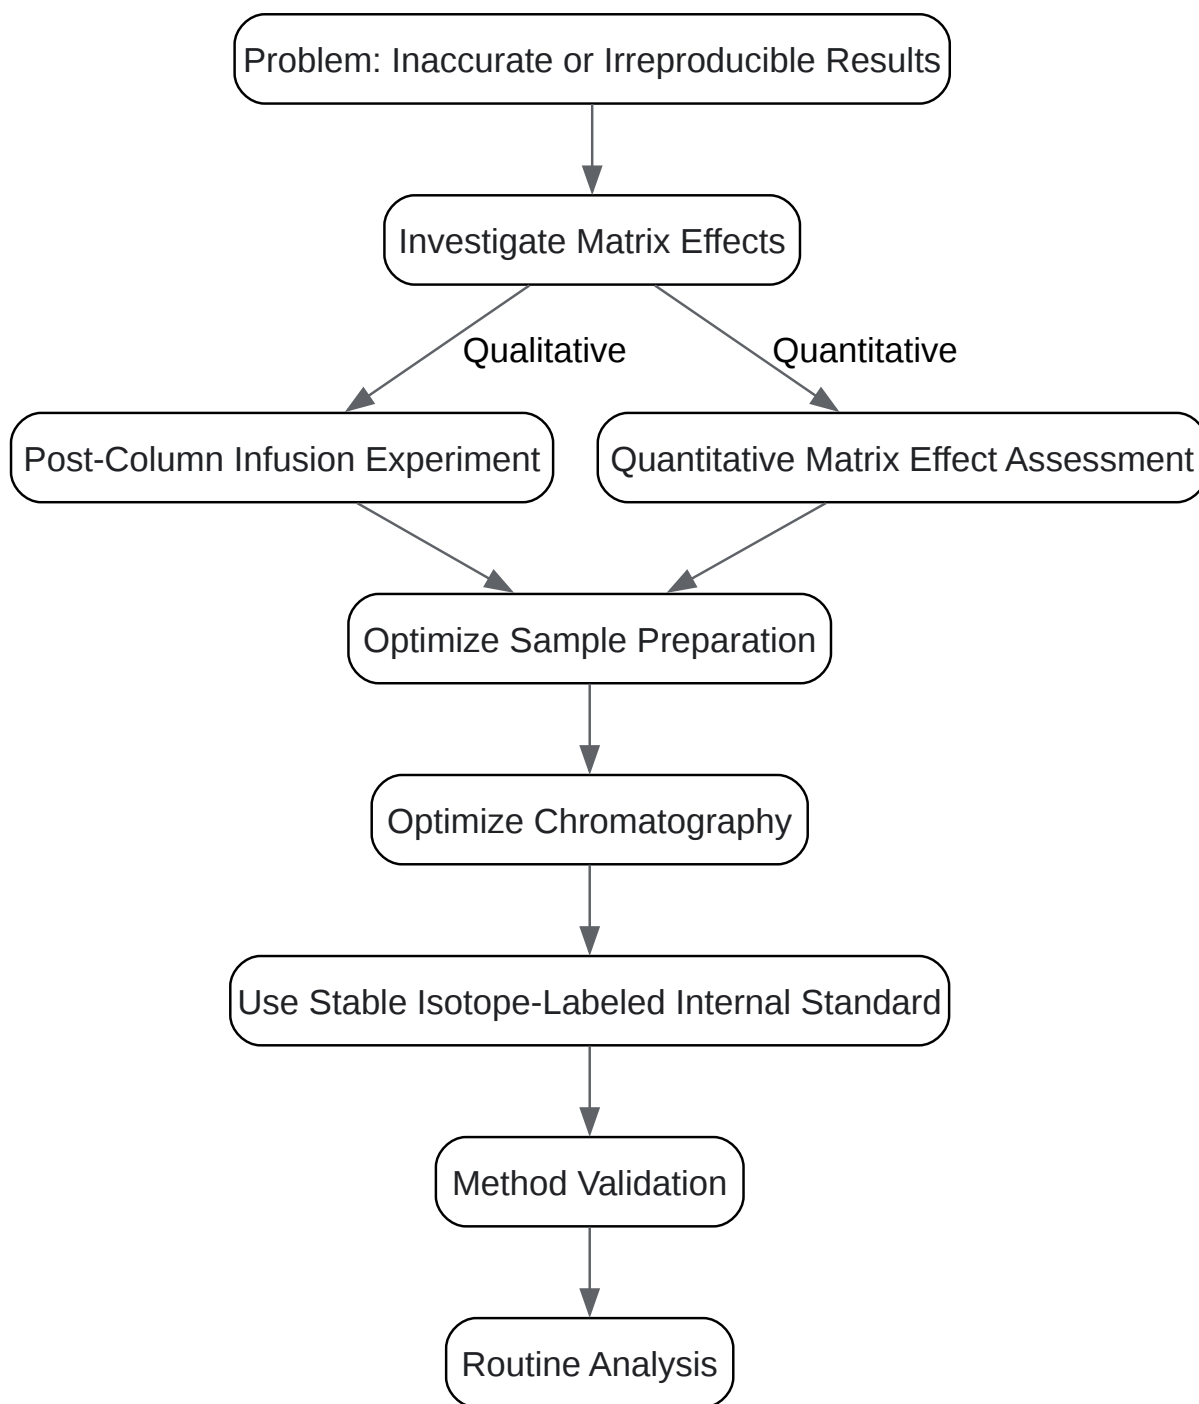 Problem: Inaccurate or Irreproducible Results
Investigate Matrix Effects
Qualitative
Quantitative
Post-Column Infusion Experiment
Quantitative Matrix Effect Assessment
Optimize Sample Preparation
Optimize Chromatography
Use Stable Isotope-Labeled Internal Standard
Method Validation
Routine Analysis